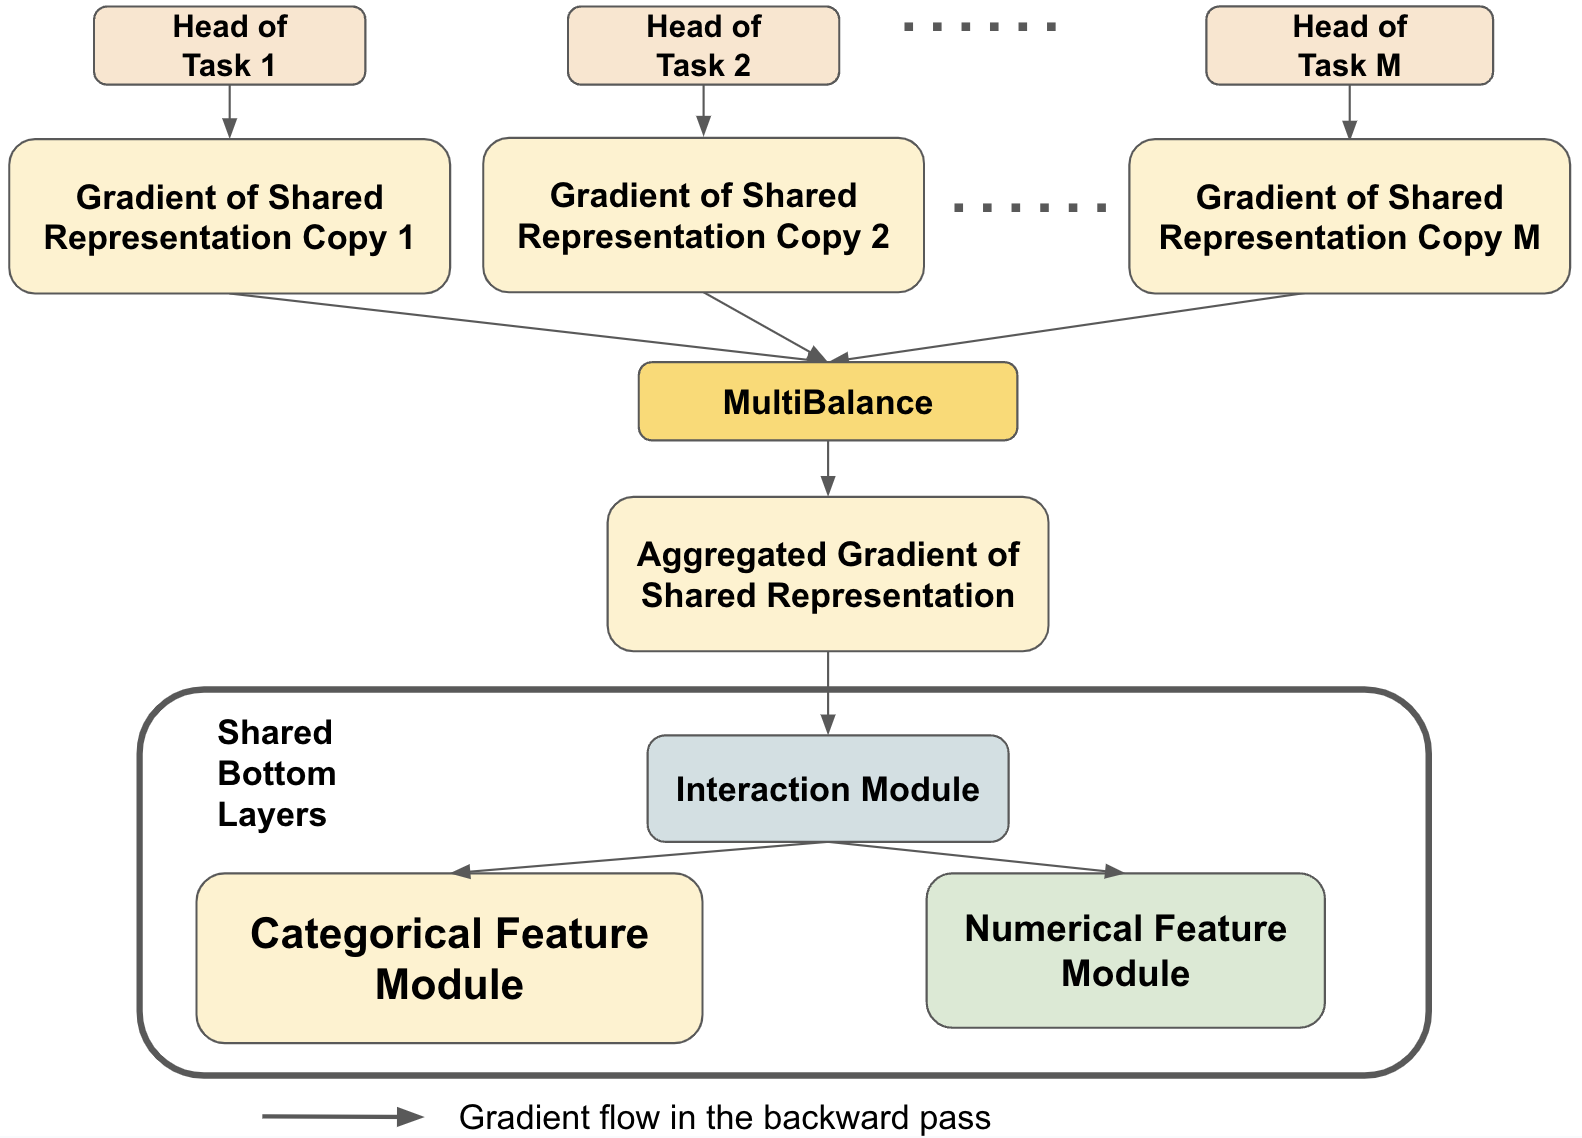 Head of
Task 1
Head of
Task 2
Head of
Task M
Gradient of Shared
Representation Copy 1
Gradient of Shared
Representation Copy 2
Gradient of Shared
Representation Copy M
MultiBalance
Aggregated Gradient of
Shared Representation
Shared
Bottom
Layers
Interaction Module
Categorical Feature
Module
Numerical Feature
Module
Gradient flow in the backward pass